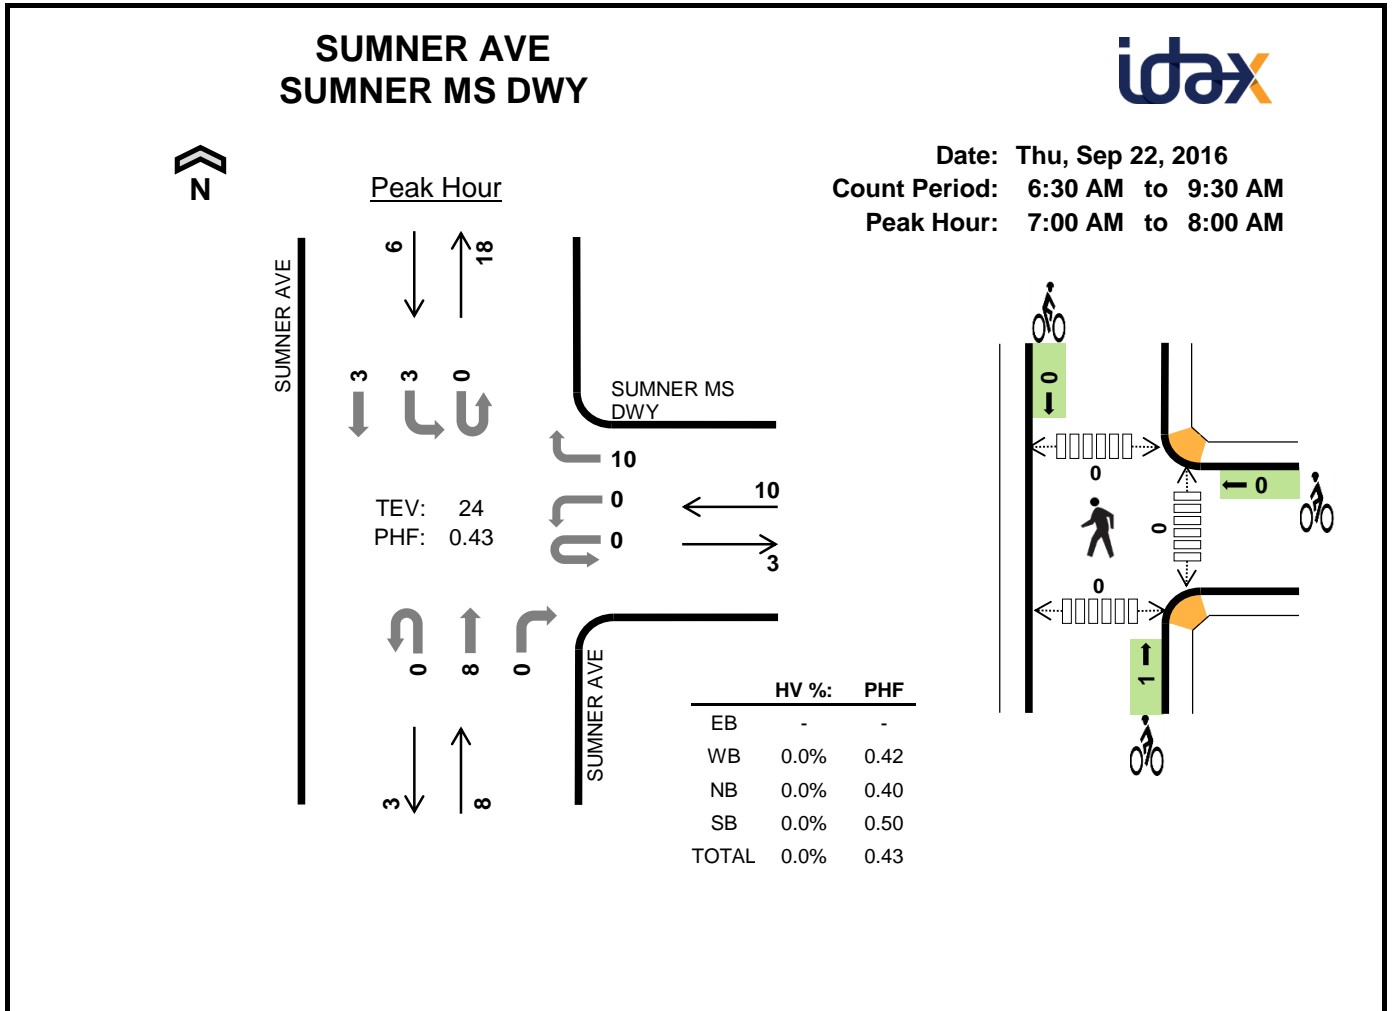 SUMNER AVE
SUMNER MS DWY
idax
N
Peak Hour
Date: Thu, Sep 22, 2016
Count Period: 6:30 AM to 9:30 AM
Peak Hour: 7:00 AM to 8:00 AM
SUMNER AVE
6
18
3
3
0
SUMNER MS
DWY
10
0
0
10
3
TEV: 24
PHF: 0.43
0
8
0
SUMNER AVE
3
8
HV %: PHF
EB - -
WB 0.0% 0.42
NB 0.0% 0.40
SB 0.0% 0.50
TOTAL 0.0% 0.43
0
0
0
0
0
1